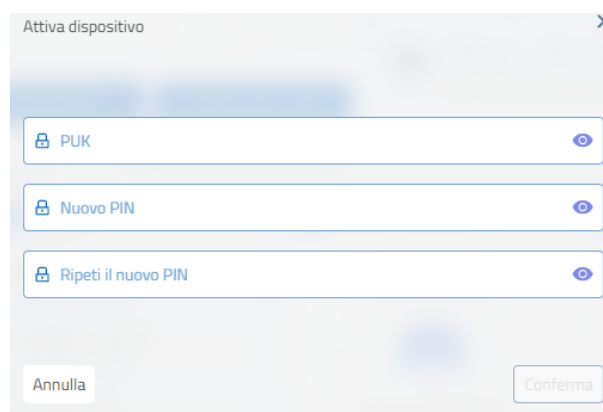 Attiva dispositivo
PUK
Nuovo PIN
Ripeti il nuovo PIN
Annulla
Conferma